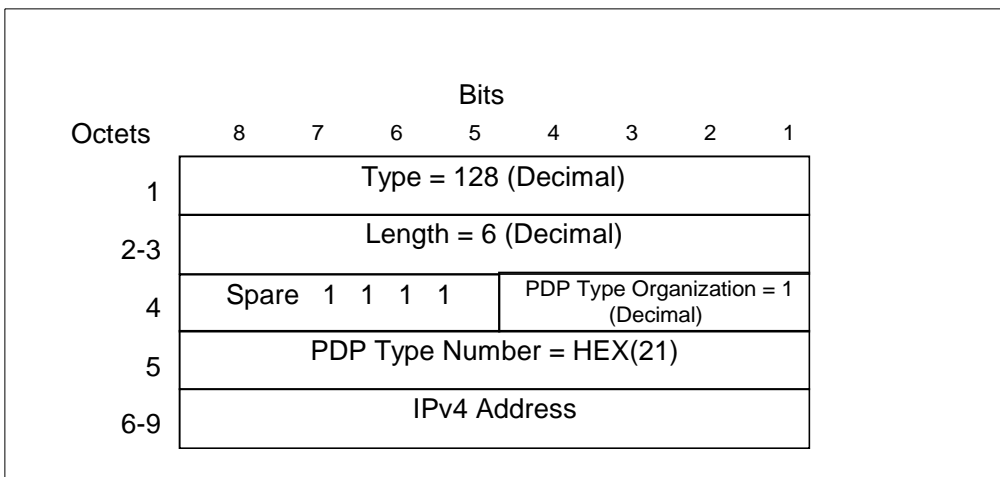 Bits
Octets 8 7 6 5 4 3 2 1
1 Type = 128 (Decimal)
2-3 Length = 6 (Decimal)
4 Spare 1 1 1 1 PDP Type Organization = 1
(Decimal)
5 PDP Type Number = HEX(21)
6-9 IPv4 Address